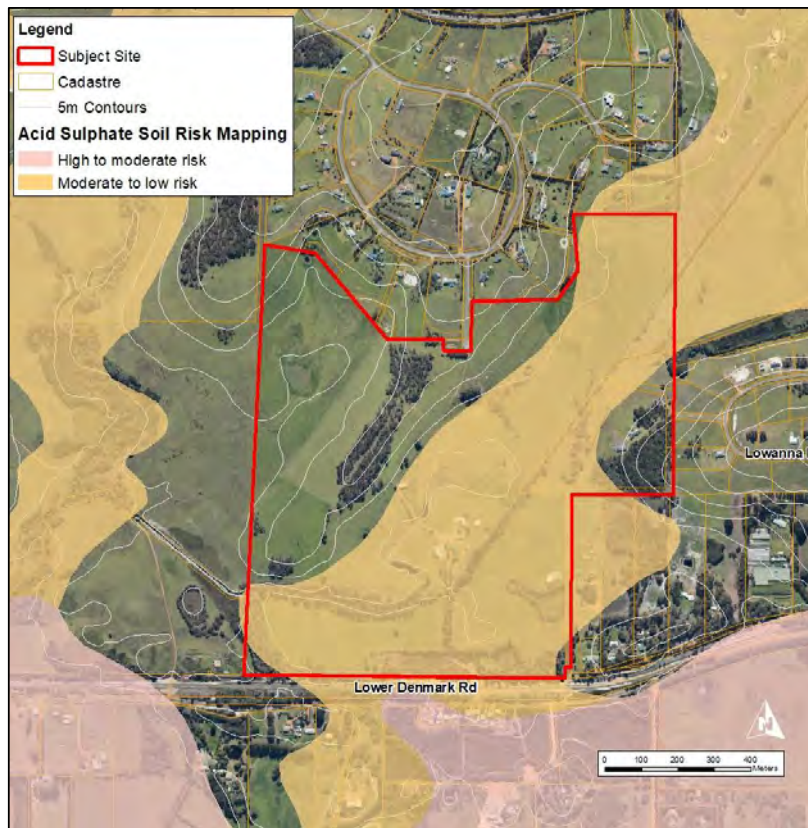 Legend
Subject Site
Cadastre
5m Contours
Acid Sulphate Soil Risk Mapping
High to moderate risk
Moderate to low risk
Lowanna
Lower Denmark Rd
N
0 100 200 300 400
Meters